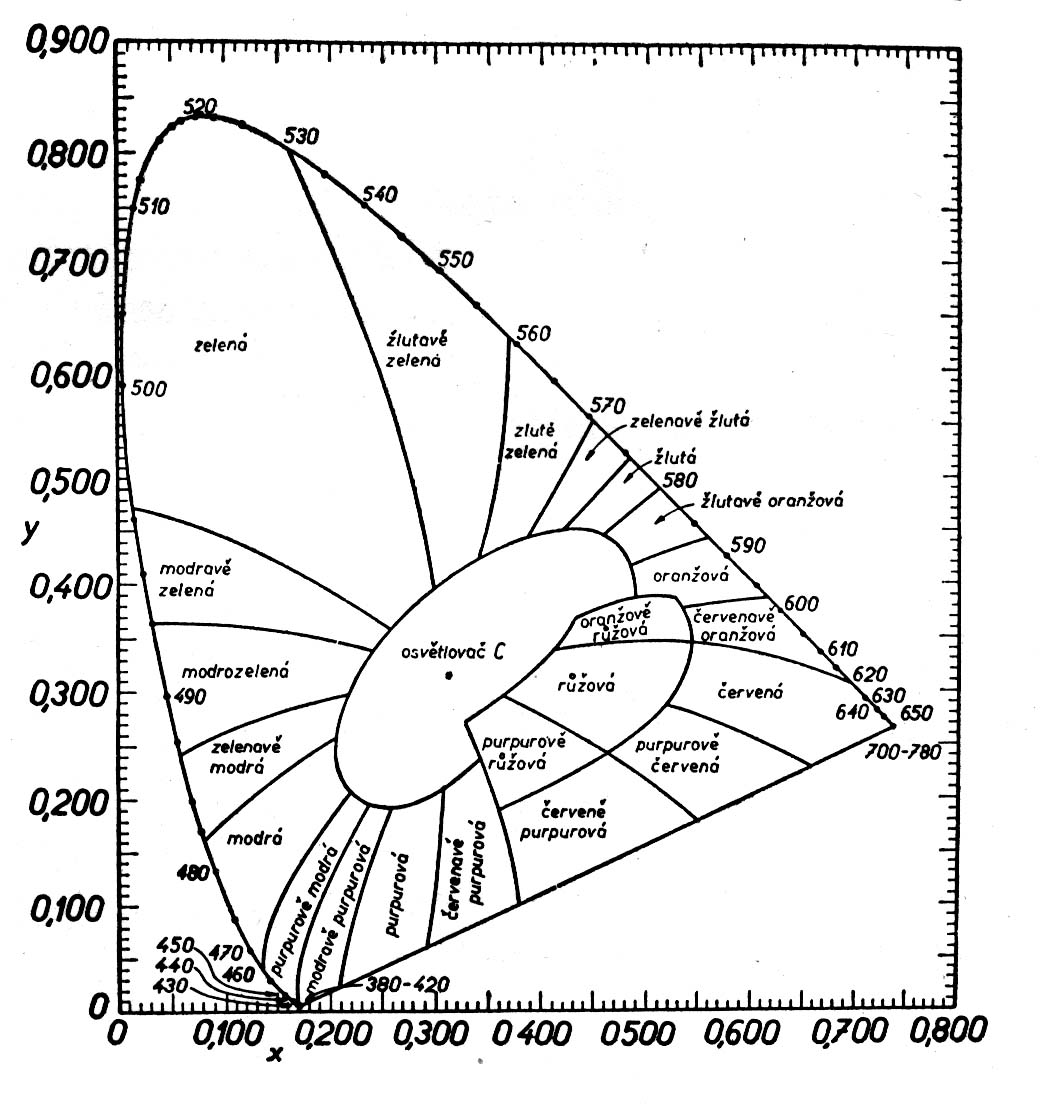 0,900
520
530
0,800
540
510
550
0,700
zelená
žlutavě
zelená
560
0,600
500
570
zelenavě žlutá
zlutě
zelená
žlutá
580
0,500
žlutavě oranžová
y
590
modravě
zelená
oranžová
0,400
600
oranžově
růžová
červenavě
oranžová
osvětlovač C
610
modrozelená
620
růžová
červená
0,300
490
630
640
650
zelenavě
modrá
purpurově
růžová
purpurově
červená
700-780
0,200
modrá
červeně
purpurová
480
purpurově modrá
modravě purpurová
purpurová
červenavě
purpurová
0,100
450
470
440
460
430
380-420
0
0
0,100
0,200
0,300
0 400
0,500
0,600
0,700
0,800
x